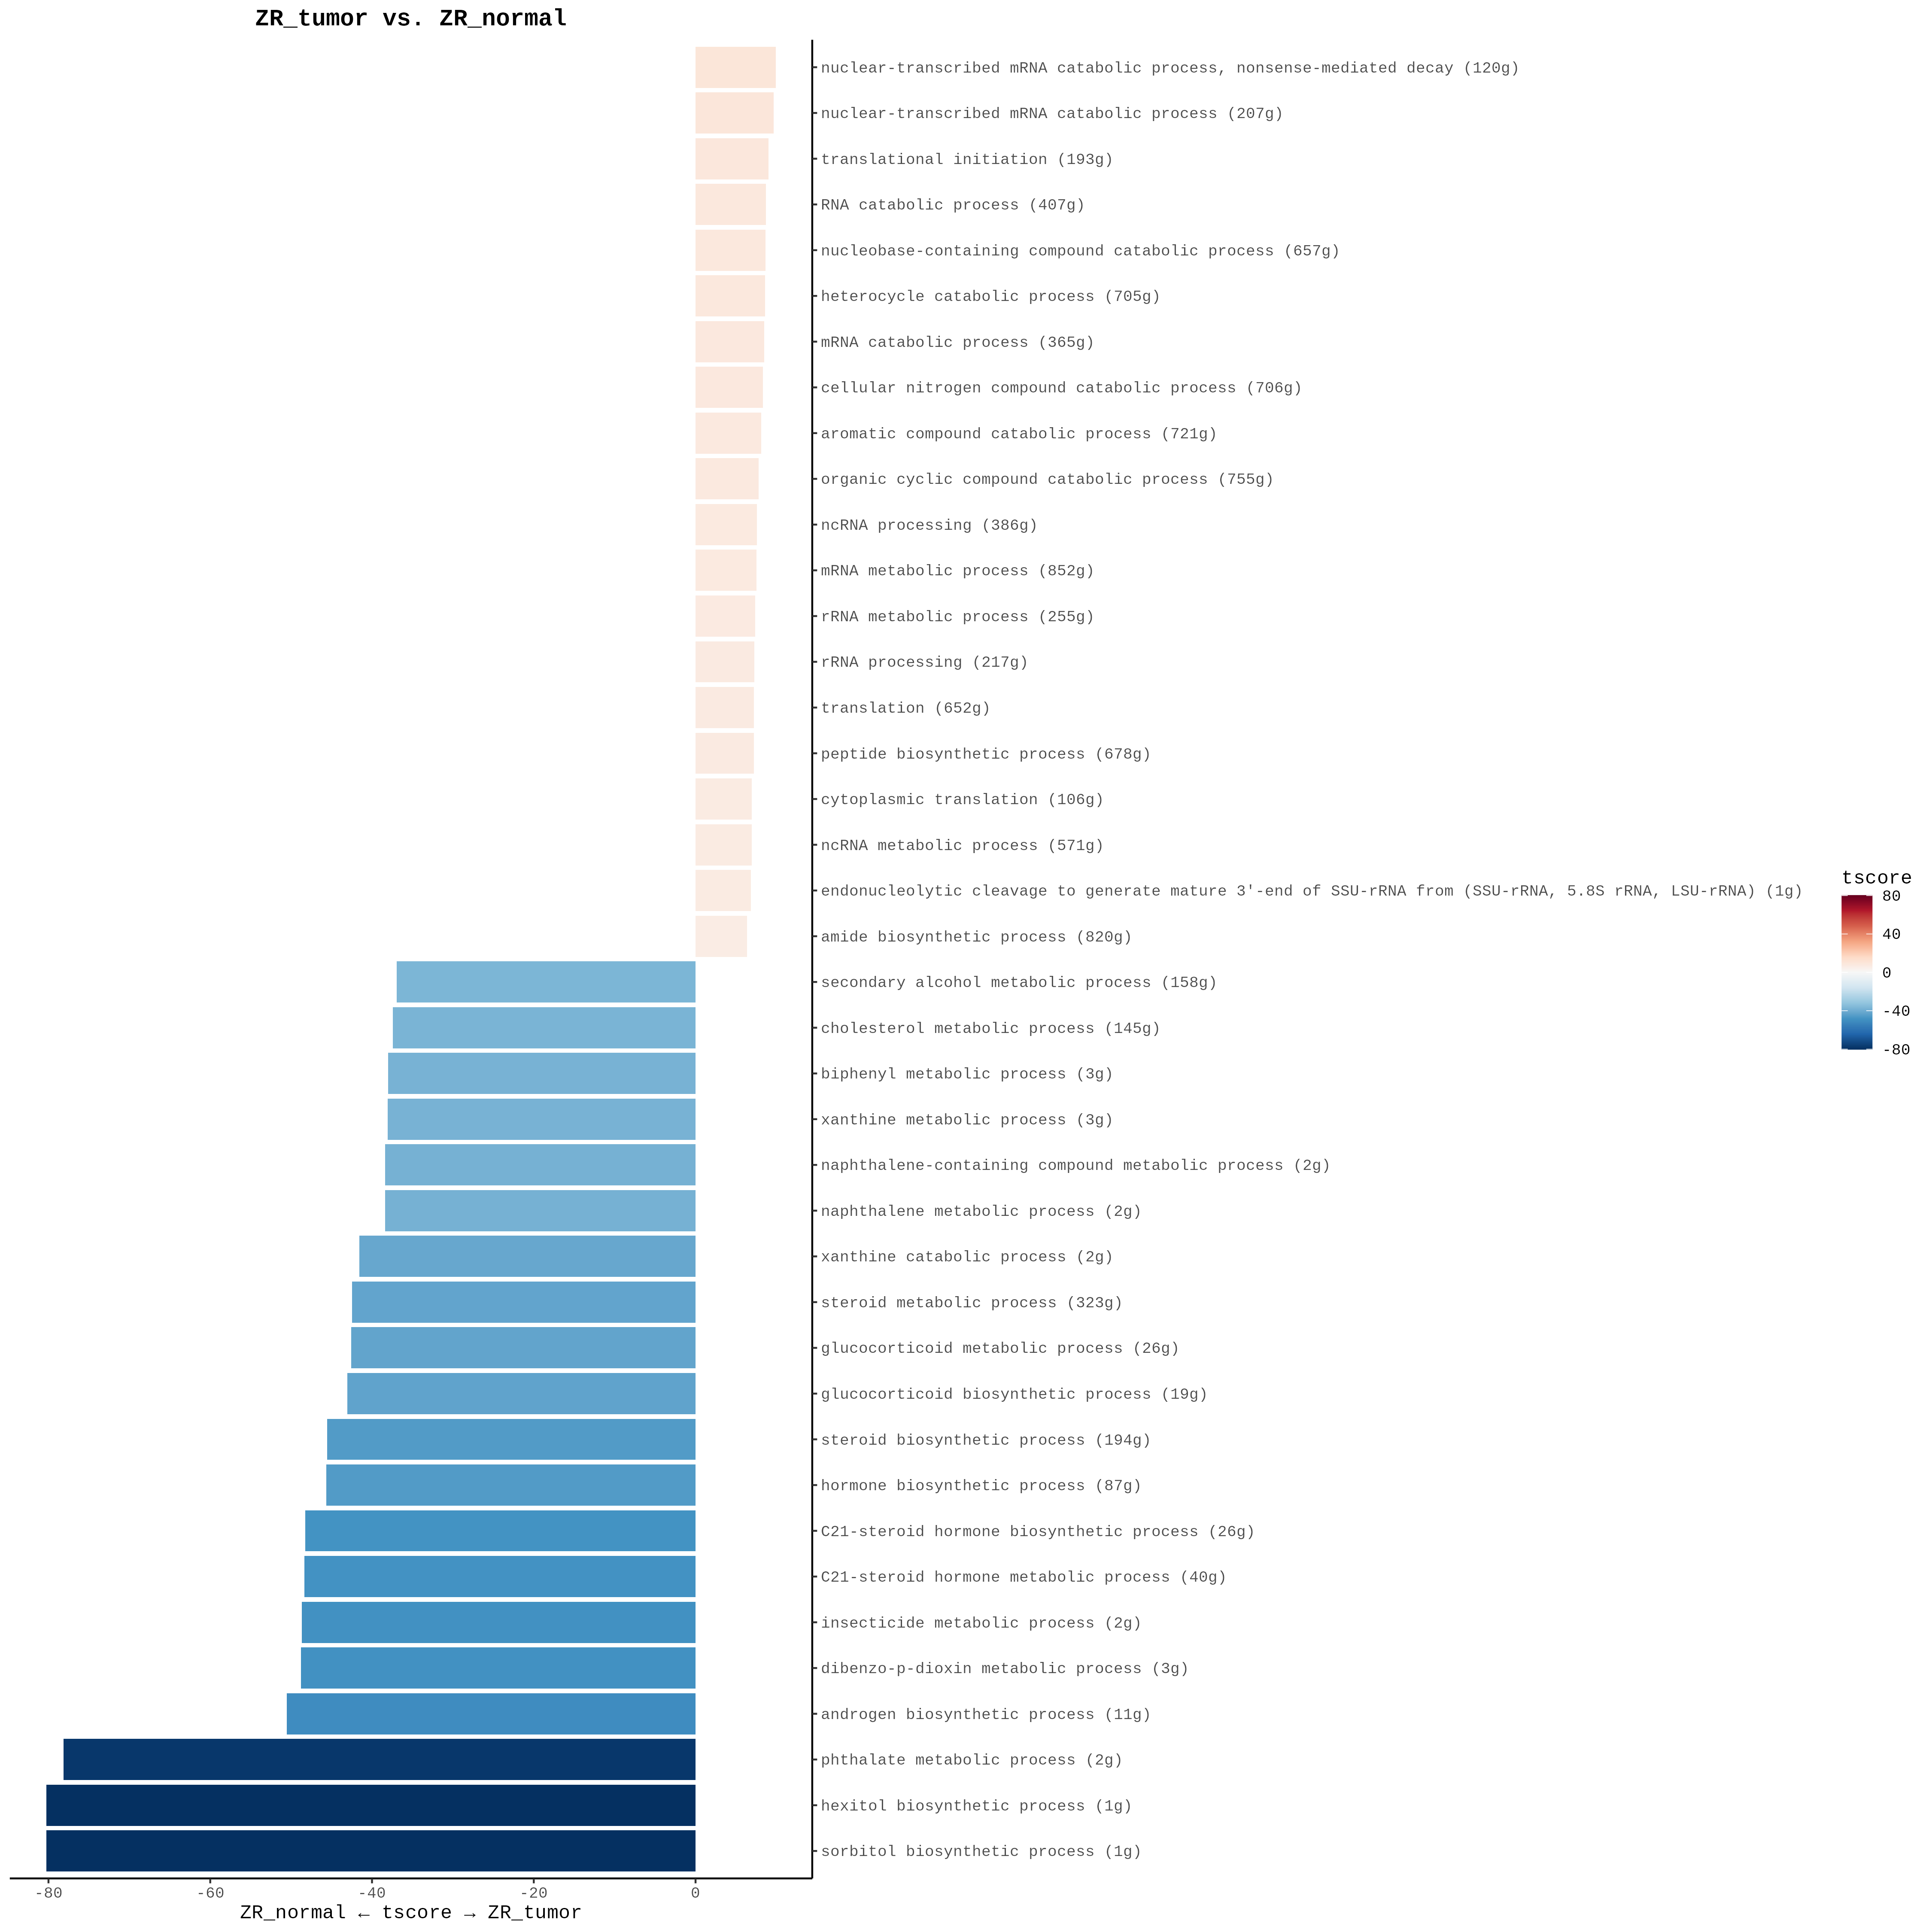 ZR_tumor vs. ZR_normal
nuclear-transcribed mRNA catabolic process, nonsense-mediated decay (120g)
nuclear-transcribed mRNA catabolic process (207g)
translational initiation (193g)
RNA catabolic process (407g)
nucleobase-containing compound catabolic process (657g)
heterocycle catabolic process (705g)
mRNA catabolic process (365g)
cellular nitrogen compound catabolic process (706g)
aromatic compound catabolic process (721g)
organic cyclic compound catabolic process (755g)
ncRNA processing (386g)
mRNA metabolic process (852g)
rRNA metabolic process (255g)
rRNA processing (217g)
translation (652g)
peptide biosynthetic process (678g)
cytoplasmic translation (106g)
ncRNA metabolic process (571g)
endonucleolytic cleavage to generate mature 3'-end of SSU-rRNA from (SSU-rRNA, 5.8S rRNA, LSU-rRNA) (1g)
amide biosynthetic process (820g)
secondary alcohol metabolic process (158g)
cholesterol metabolic process (145g)
biphenyl metabolic process (3g)
xanthine metabolic process (3g)
naphthalene-containing compound metabolic process (2g)
naphthalene metabolic process (2g)
xanthine catabolic process (2g)
steroid metabolic process (323g)
glucocorticoid metabolic process (26g)
glucocorticoid biosynthetic process (19g)
steroid biosynthetic process (194g)
hormone biosynthetic process (87g)
C21-steroid hormone biosynthetic process (26g)
C21-steroid hormone metabolic process (40g)
insecticide metabolic process (2g)
dibenzo-p-dioxin metabolic process (3g)
androgen biosynthetic process (11g)
phthalate metabolic process (2g)
hexitol biosynthetic process (1g)
sorbitol biosynthetic process (1g)
-80 -60 -40 -20 0
ZR_normal ← tscore → ZR_tumor
tscore
80
40
0
-40
-80